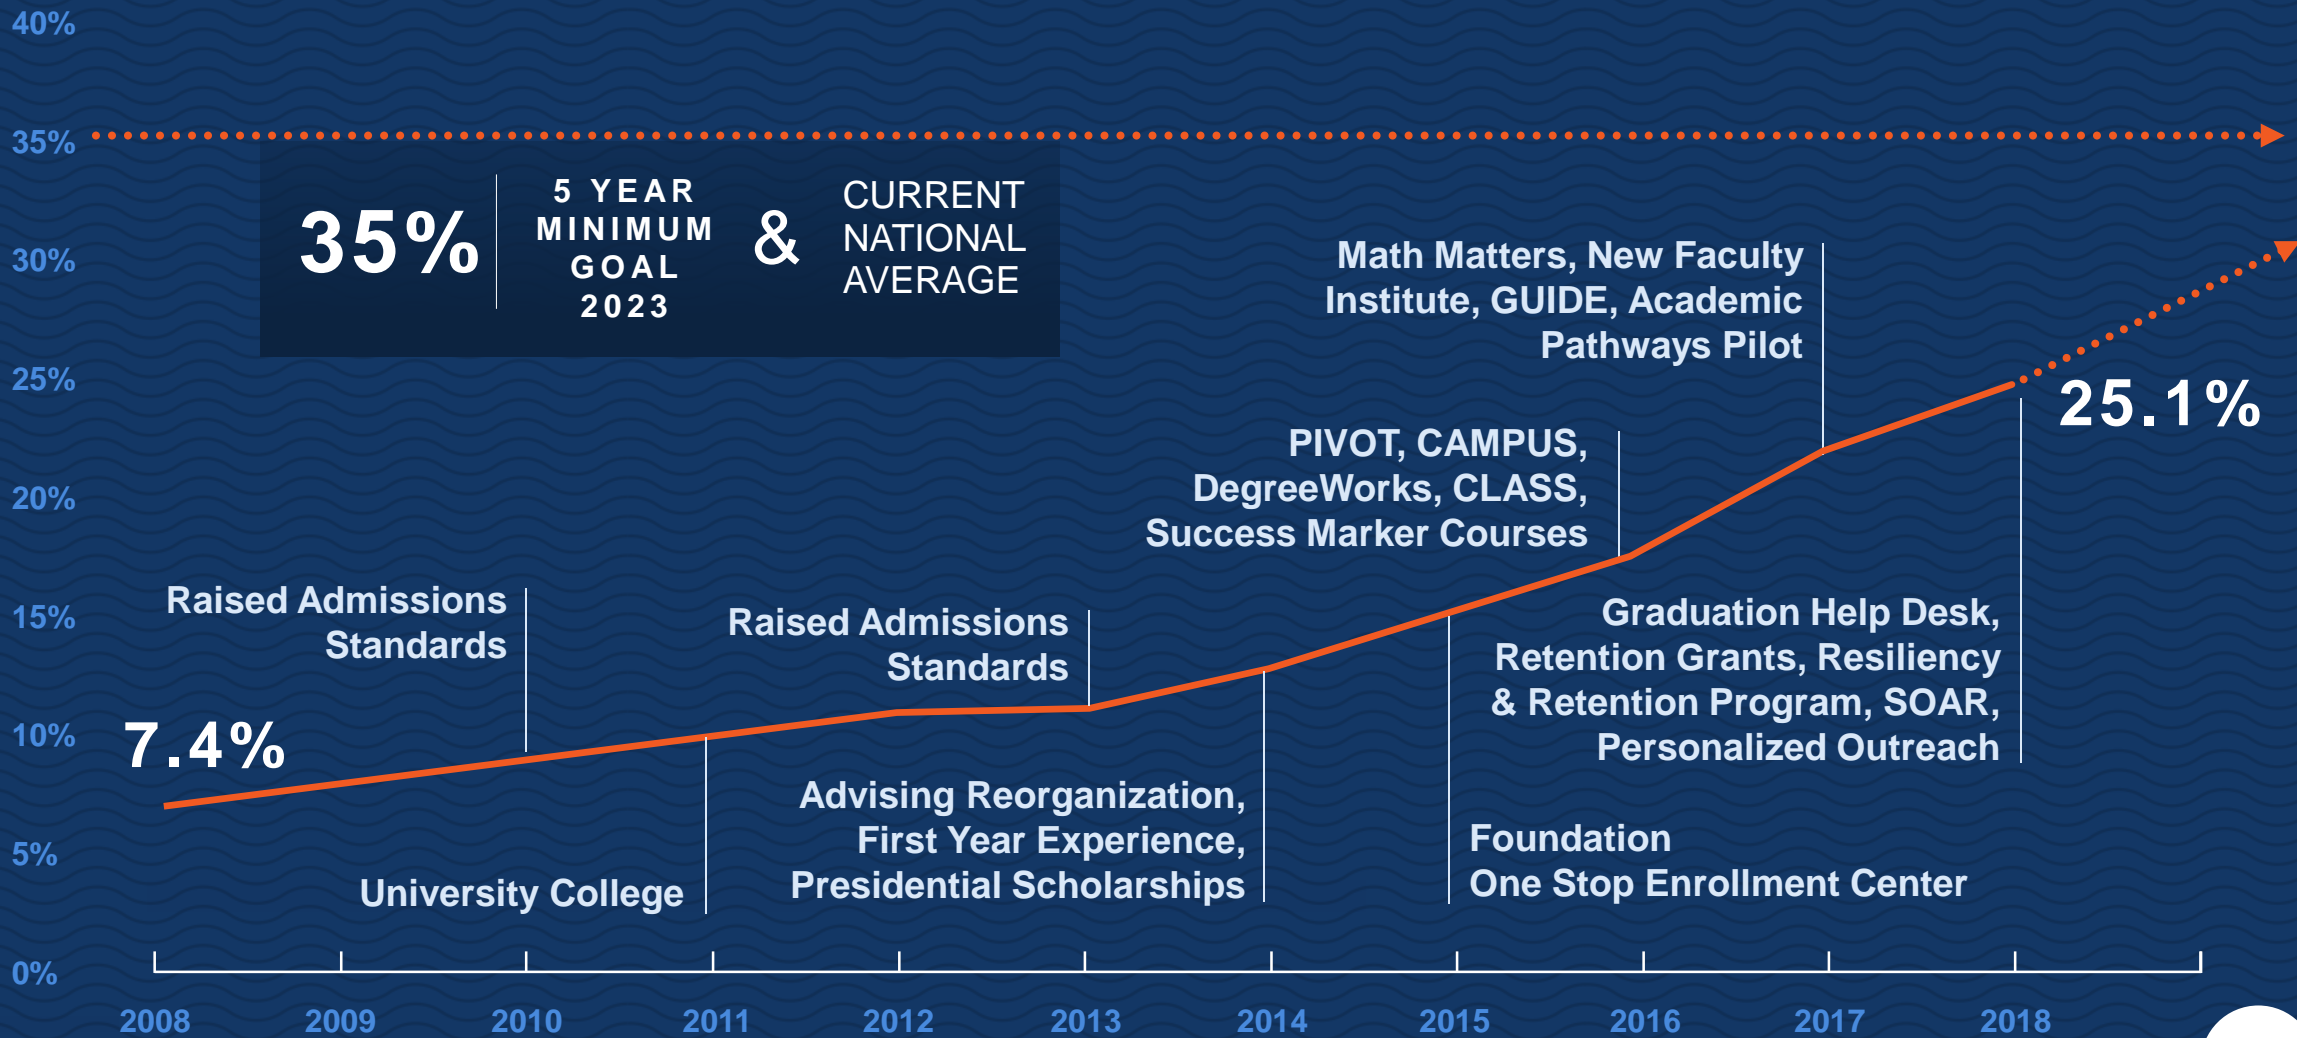 40%
35%
30%
25%
20%
15%
10%
5%
0%
35%
5 YEAR
MINIMUM
GOAL
2023
&
CURRENT
NATIONAL
AVERAGE
Math Matters, New Faculty
Institute, GUIDE, Academic
Pathways Pilot
25.1%
PIVOT, CAMPUS,
DegreeWorks, CLASS,
Success Marker Courses
Raised Admissions
Standards
Raised Admissions
Standards
Graduation Help Desk,
Retention Grants, Resiliency
& Retention Program, SOAR,
Personalized Outreach
7.4%
Advising Reorganization,
First Year Experience,
Presidential Scholarships
Foundation
One Stop Enrollment Center
University College
2008 2009 2010 2011 2012 2013 2014 2015 2016 2017 2018